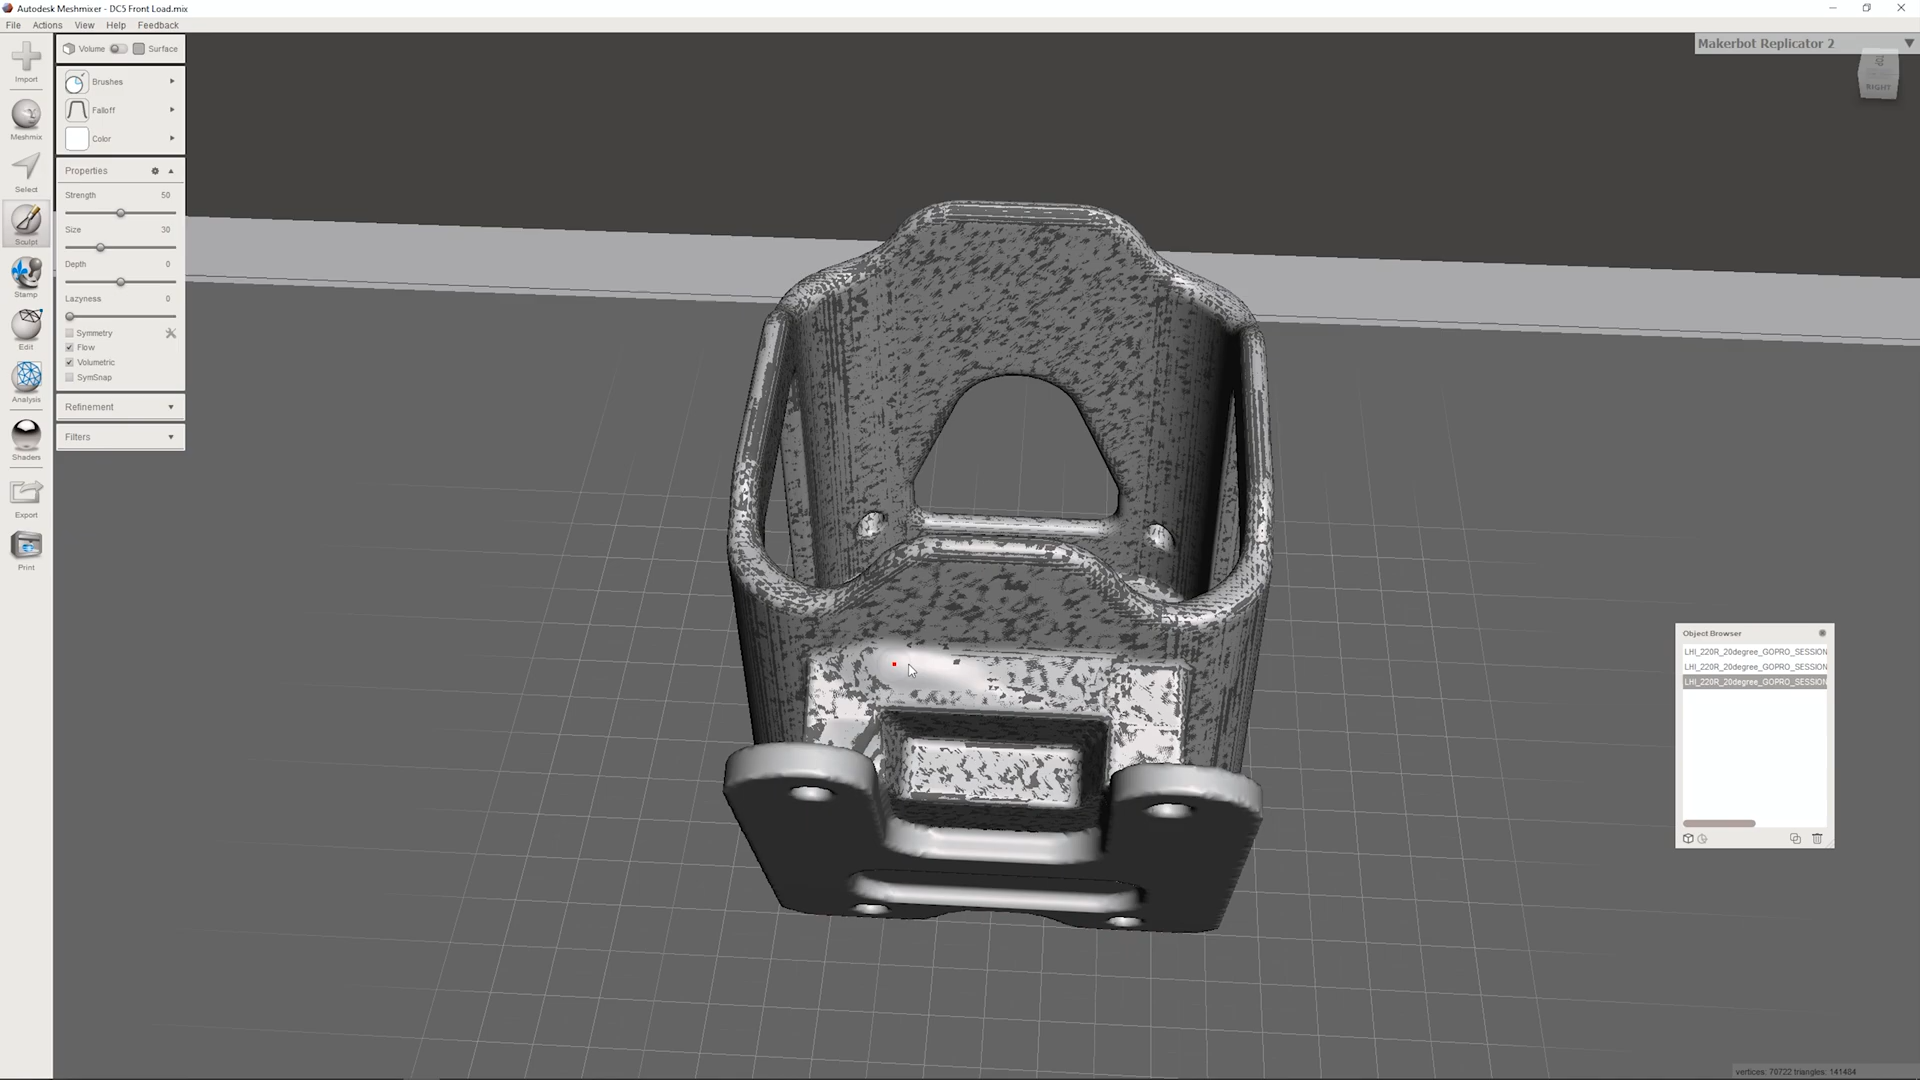 Autodesk Meshmixer - DC5 Front Load.mix
File Actions View Help Feedback
Import
Meshmix
Select
Sculpt
Stamp
Edit
Analysis
Shaders
Export
Print
Volume Surface
Brushes
Falloff
Color
Properties
Strength 50
Size 30
Depth 0
Lazyness 0
Symmetry
Flow
Volumetric
SymSnap
Refinement
Filters
Makerbot Replicator 2
TOP
RIGHT
Object Browser
LHI_220R_20degree_GOPRO_SESSION
LHI_220R_20degree_GOPRO_SESSION
LHI_220R_20degree_GOPRO_SESSION
vertices: 70722 triangles: 141484